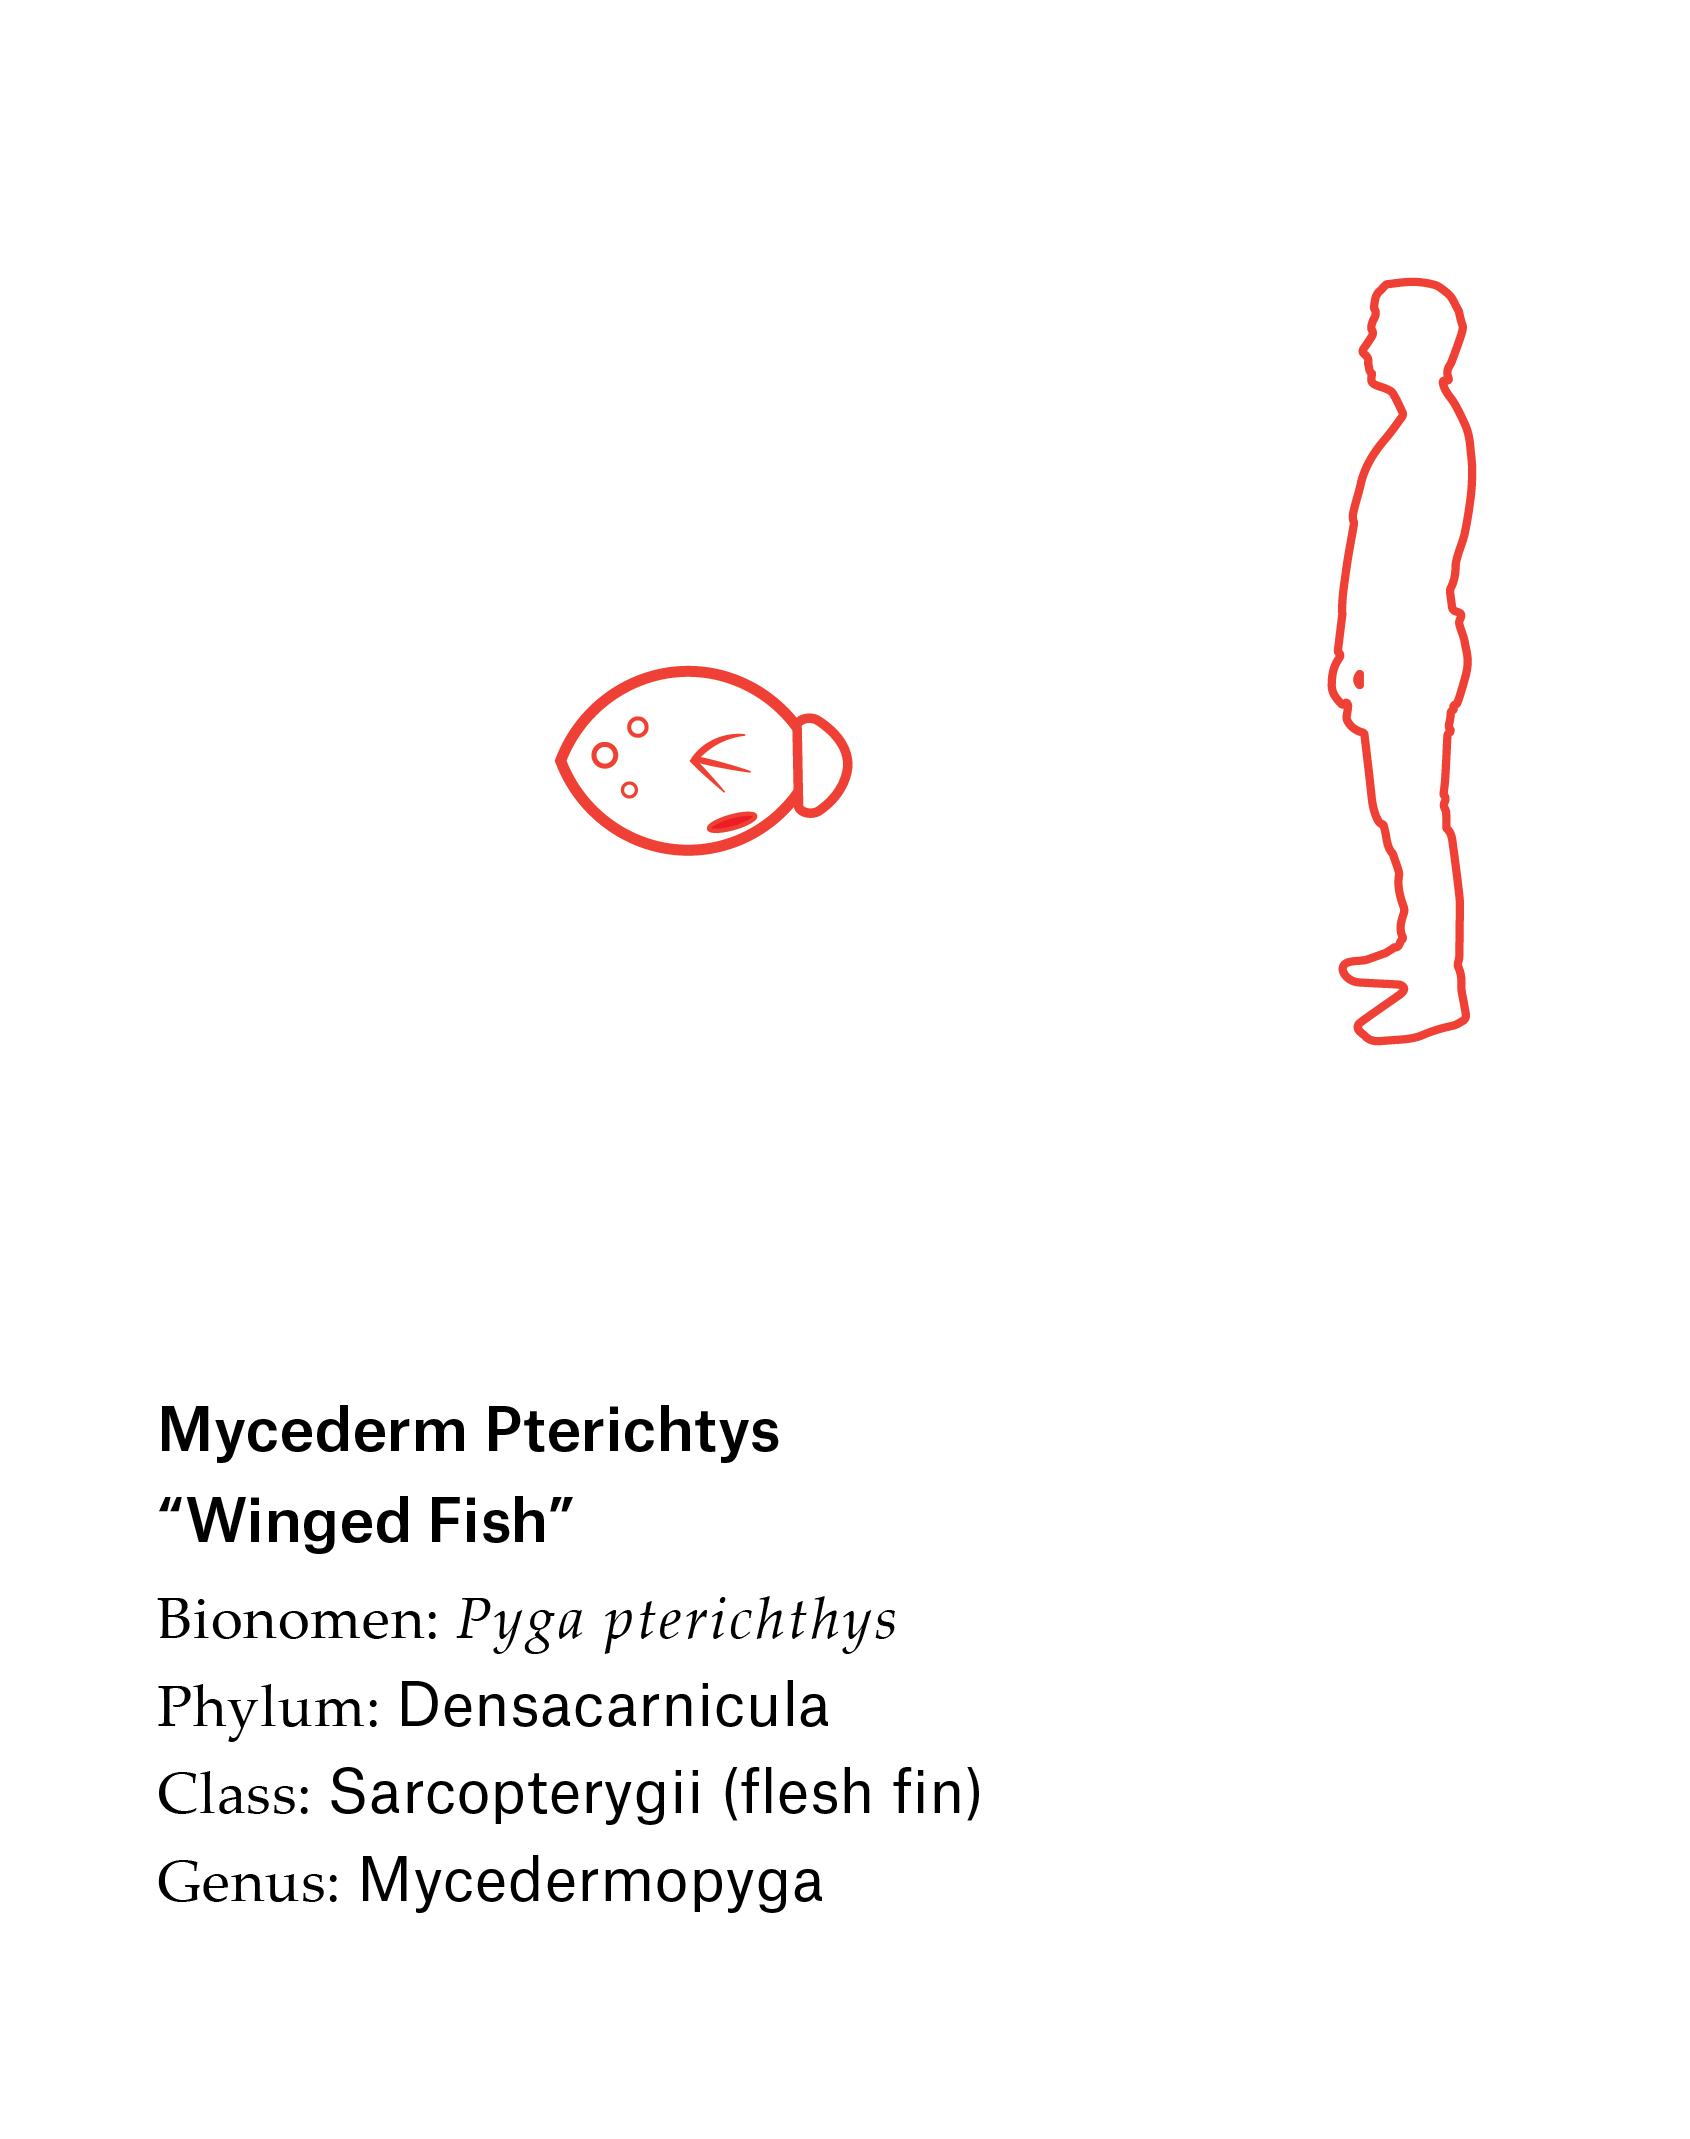 Mycederm Pterichtys
“Winged Fish”
Bionomen: Pyga pterichthys
Phylum: Densacarnicula
Class: Sarcopterygii (flesh fin)
Genus: Mycedermopyga